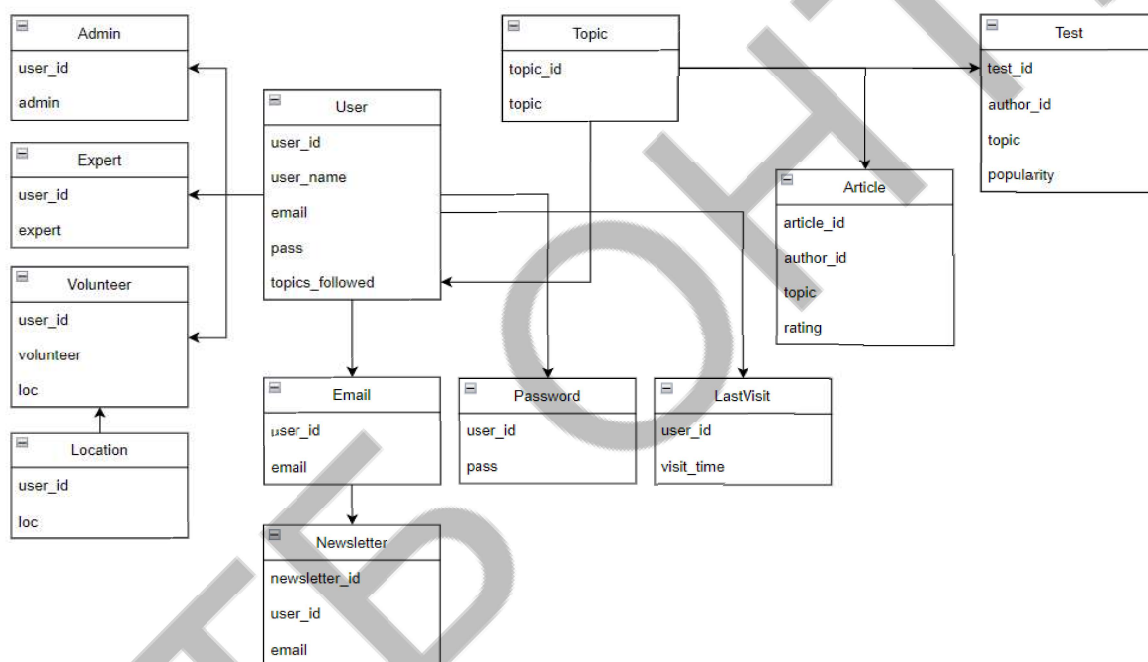 Admin
user_id
admin
Expert
user_id
expert
Volunteer
user_id
volunteer
loc
Location
user_id
loc
User
user_id
user_name
email
pass
topics_followed
Email
user_id
email
Newsletter
newsletter_id
user_id
email
Topic
topic_id
topic
Password
user_id
pass
LastVisit
user_id
visit_time
Article
article_id
author_id
topic
rating
Test
test_id
author_id
topic
popularity